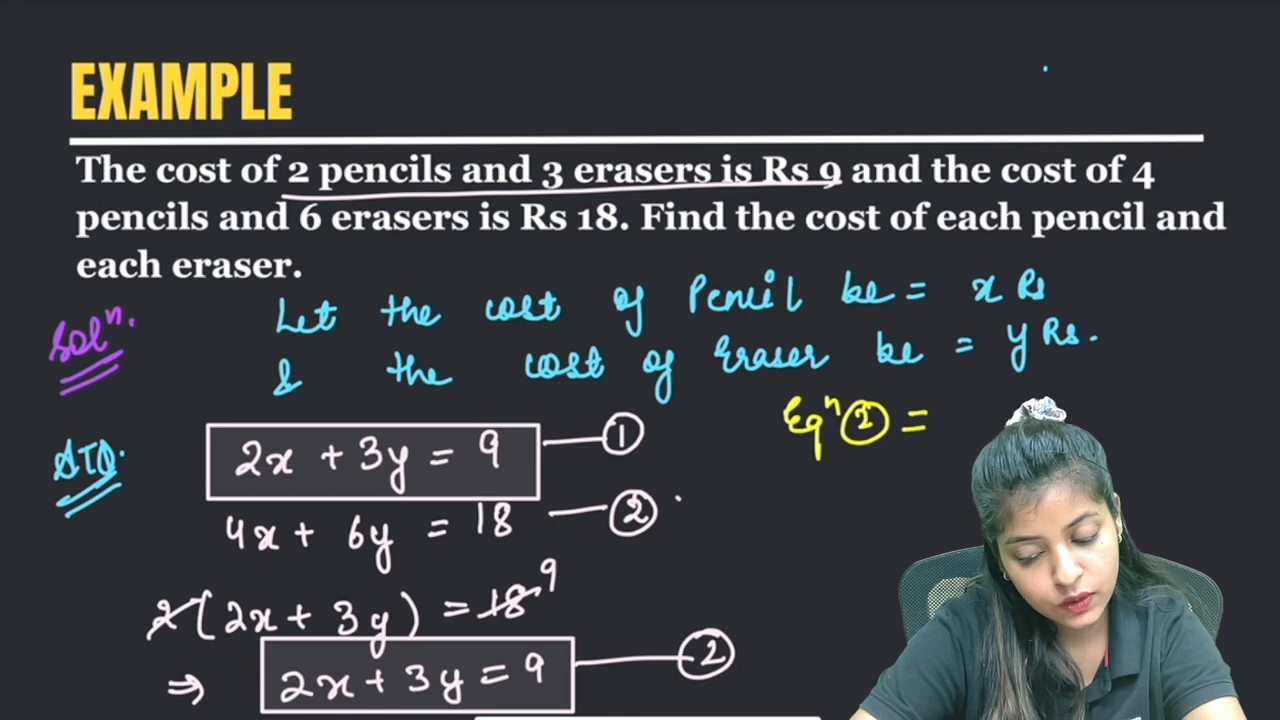 EXAMPLE
The cost of 2 pencils and 3 erasers is Rs 9 and the cost of 4
pencils and 6 erasers is Rs 18. Find the cost of each pencil and
each eraser.
Solⁿ.
Let the cost of Pencil be = x Rs
& the cost of Eraser be = y Rs.
Eqⁿ ② =
ATQ.
2x + 3y = 9 — ①
4x + 6y = 18 — ②
2(2x + 3y) = 18 9
⇒ 2x + 3y = 9 — ②